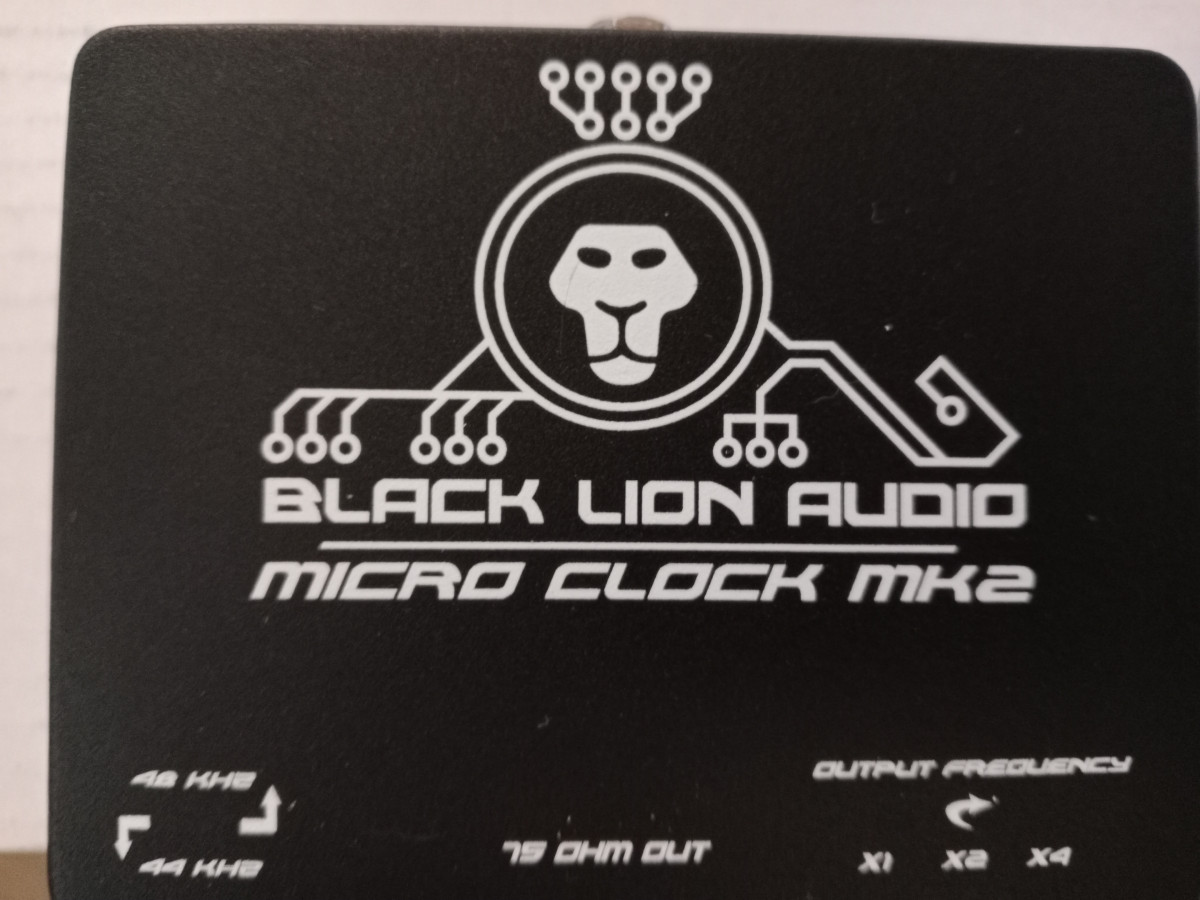 BLACK LION AUDIO
MICRO CLOCK MK2
48 KHZ
44 KHZ
75 OHM OUT
OUTPUT FREQUENCY
X1 X2 X4